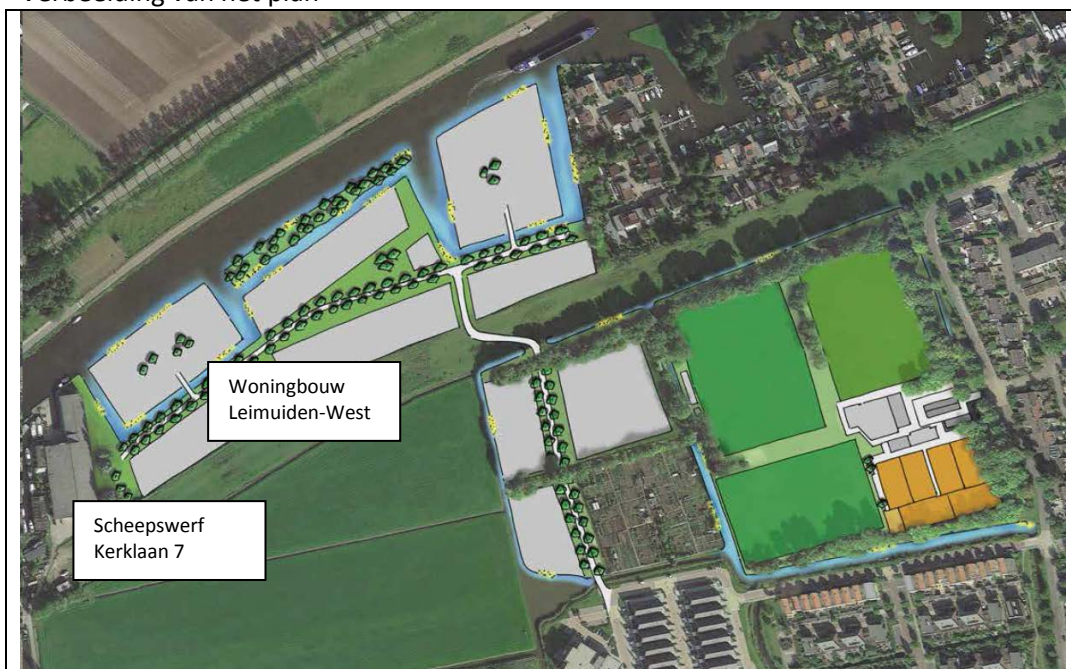 Verbeelding van het plan
Woningbouw
Leimuiden-West
Scheepswerf
Kerklaan 7